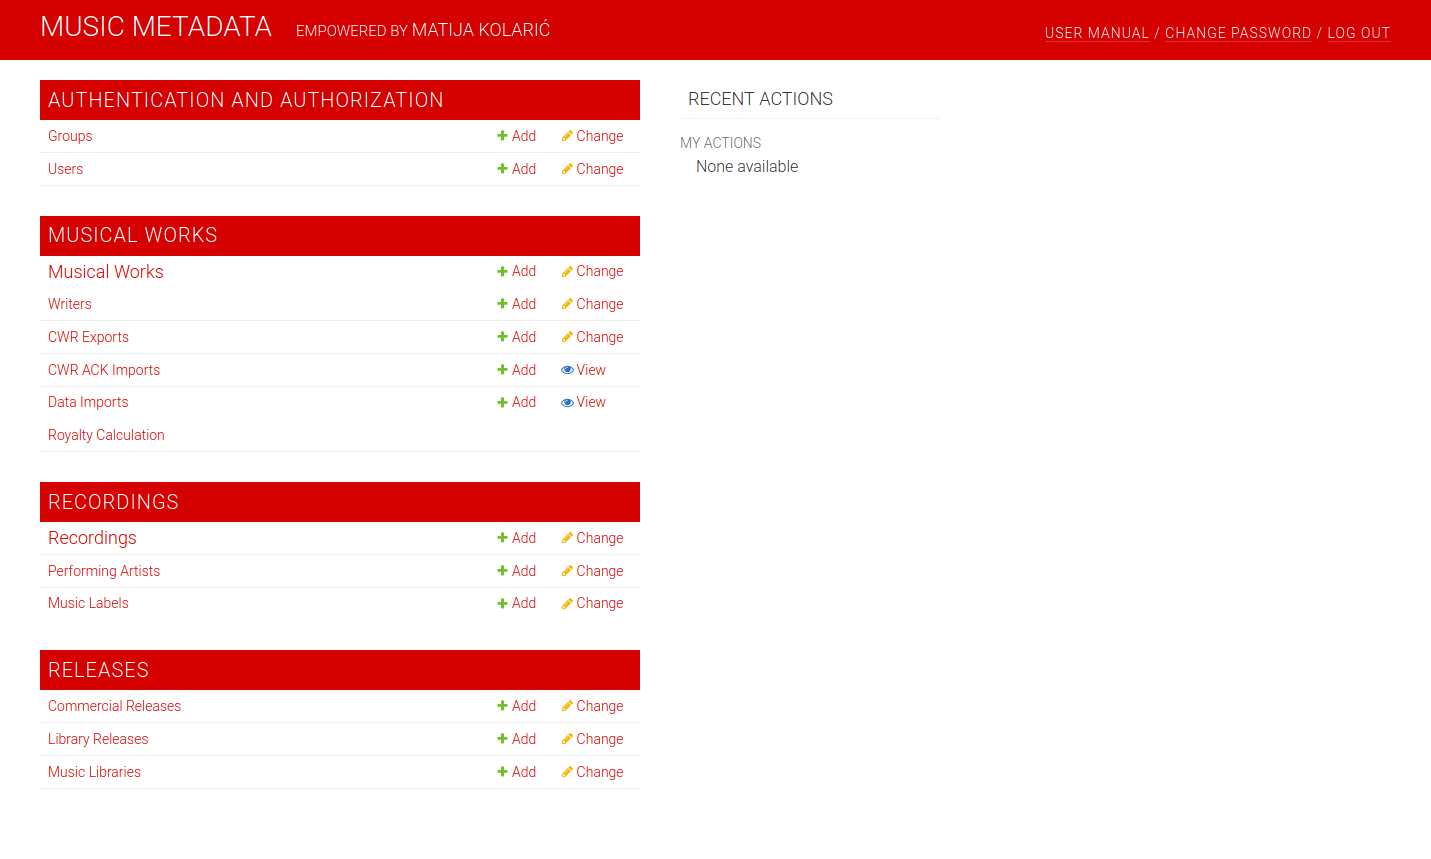 MUSIC METADATA EMPOWERED BY MATIJA KOLARIĆ
USER MANUAL / CHANGE PASSWORD / LOG OUT
AUTHENTICATION AND AUTHORIZATION
Groups Add Change
Users Add Change
MUSICAL WORKS
Musical Works Add Change
Writers Add Change
CWR Exports Add Change
CWR ACK Imports Add View
Data Imports Add View
Royalty Calculation
RECORDINGS
Recordings Add Change
Performing Artists Add Change
Music Labels Add Change
RELEASES
Commercial Releases Add Change
Library Releases Add Change
Music Libraries Add Change
RECENT ACTIONS
MY ACTIONS
None available